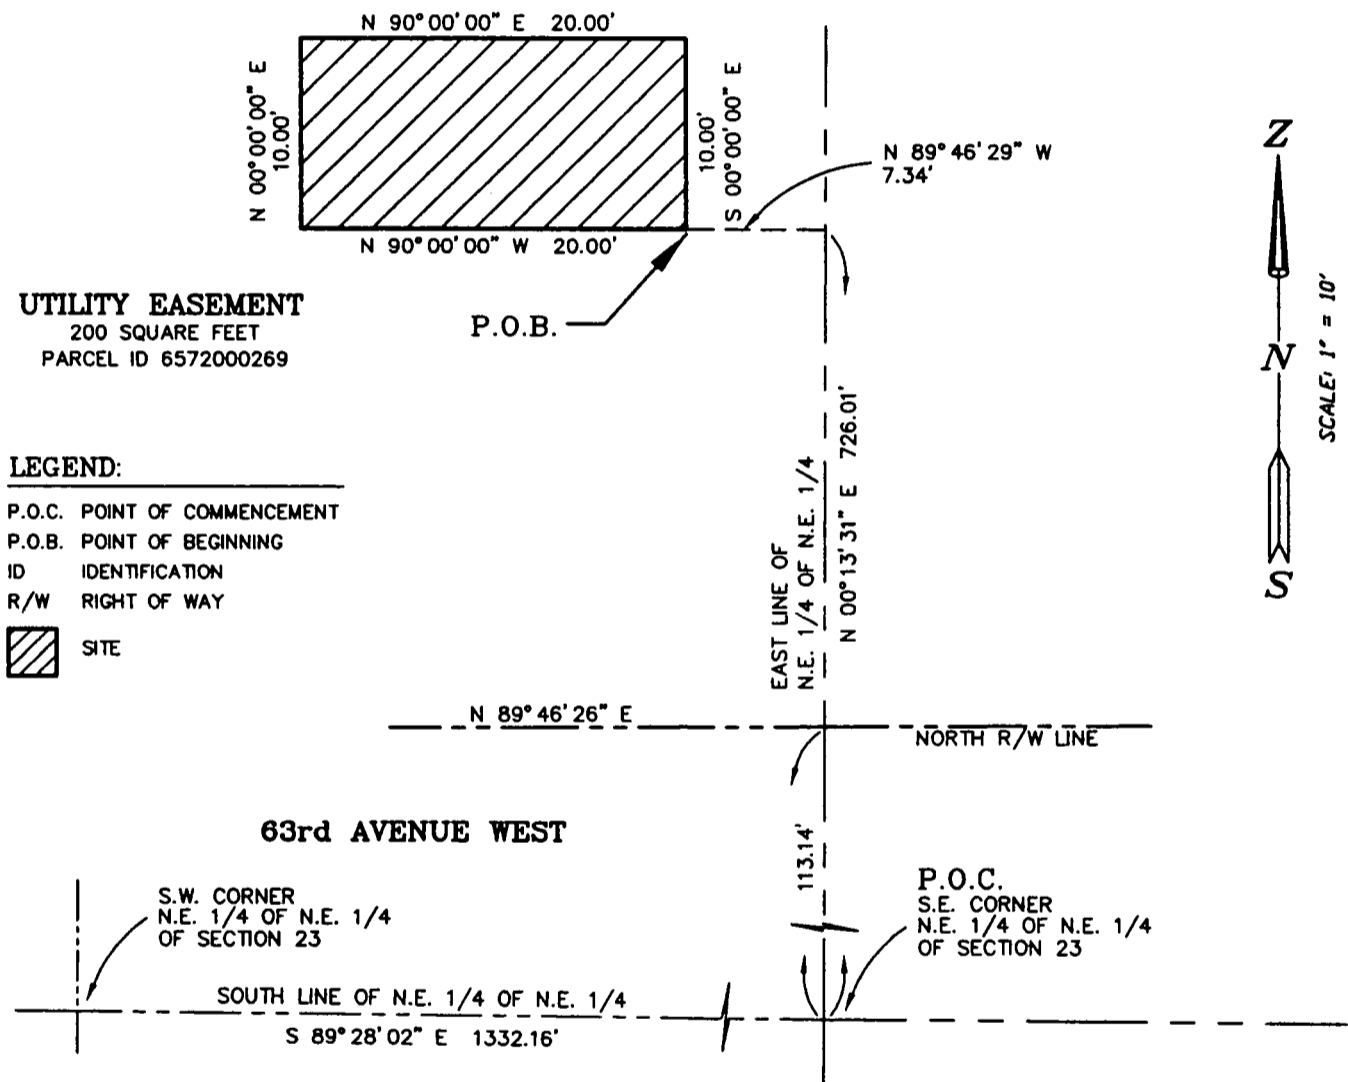 N 90°00'00" E 20.00'
N 00°00'00" E
10.00'
10.00'
S 00°00'00" E
N 90°00'00" W 20.00'
N 89°46'29" W
7.34'
Z
N
S
SCALE: 1" = 10'
UTILITY EASEMENT
200 SQUARE FEET
PARCEL ID 6572000269
P.O.B.
LEGEND:
P.O.C. POINT OF COMMENCEMENT
P.O.B. POINT OF BEGINNING
ID IDENTIFICATION
R/W RIGHT OF WAY
SITE
EAST LINE OF
N.E. 1/4 OF N.E. 1/4
N 00°13'31" E 726.01'
N 89°46'26" E
NORTH R/W LINE
63rd AVENUE WEST
113.14'
S.W. CORNER
N.E. 1/4 OF N.E. 1/4
OF SECTION 23
P.O.C.
S.E. CORNER
N.E. 1/4 OF N.E. 1/4
OF SECTION 23
SOUTH LINE OF N.E. 1/4 OF N.E. 1/4
S 89°28'02" E 1332.16'